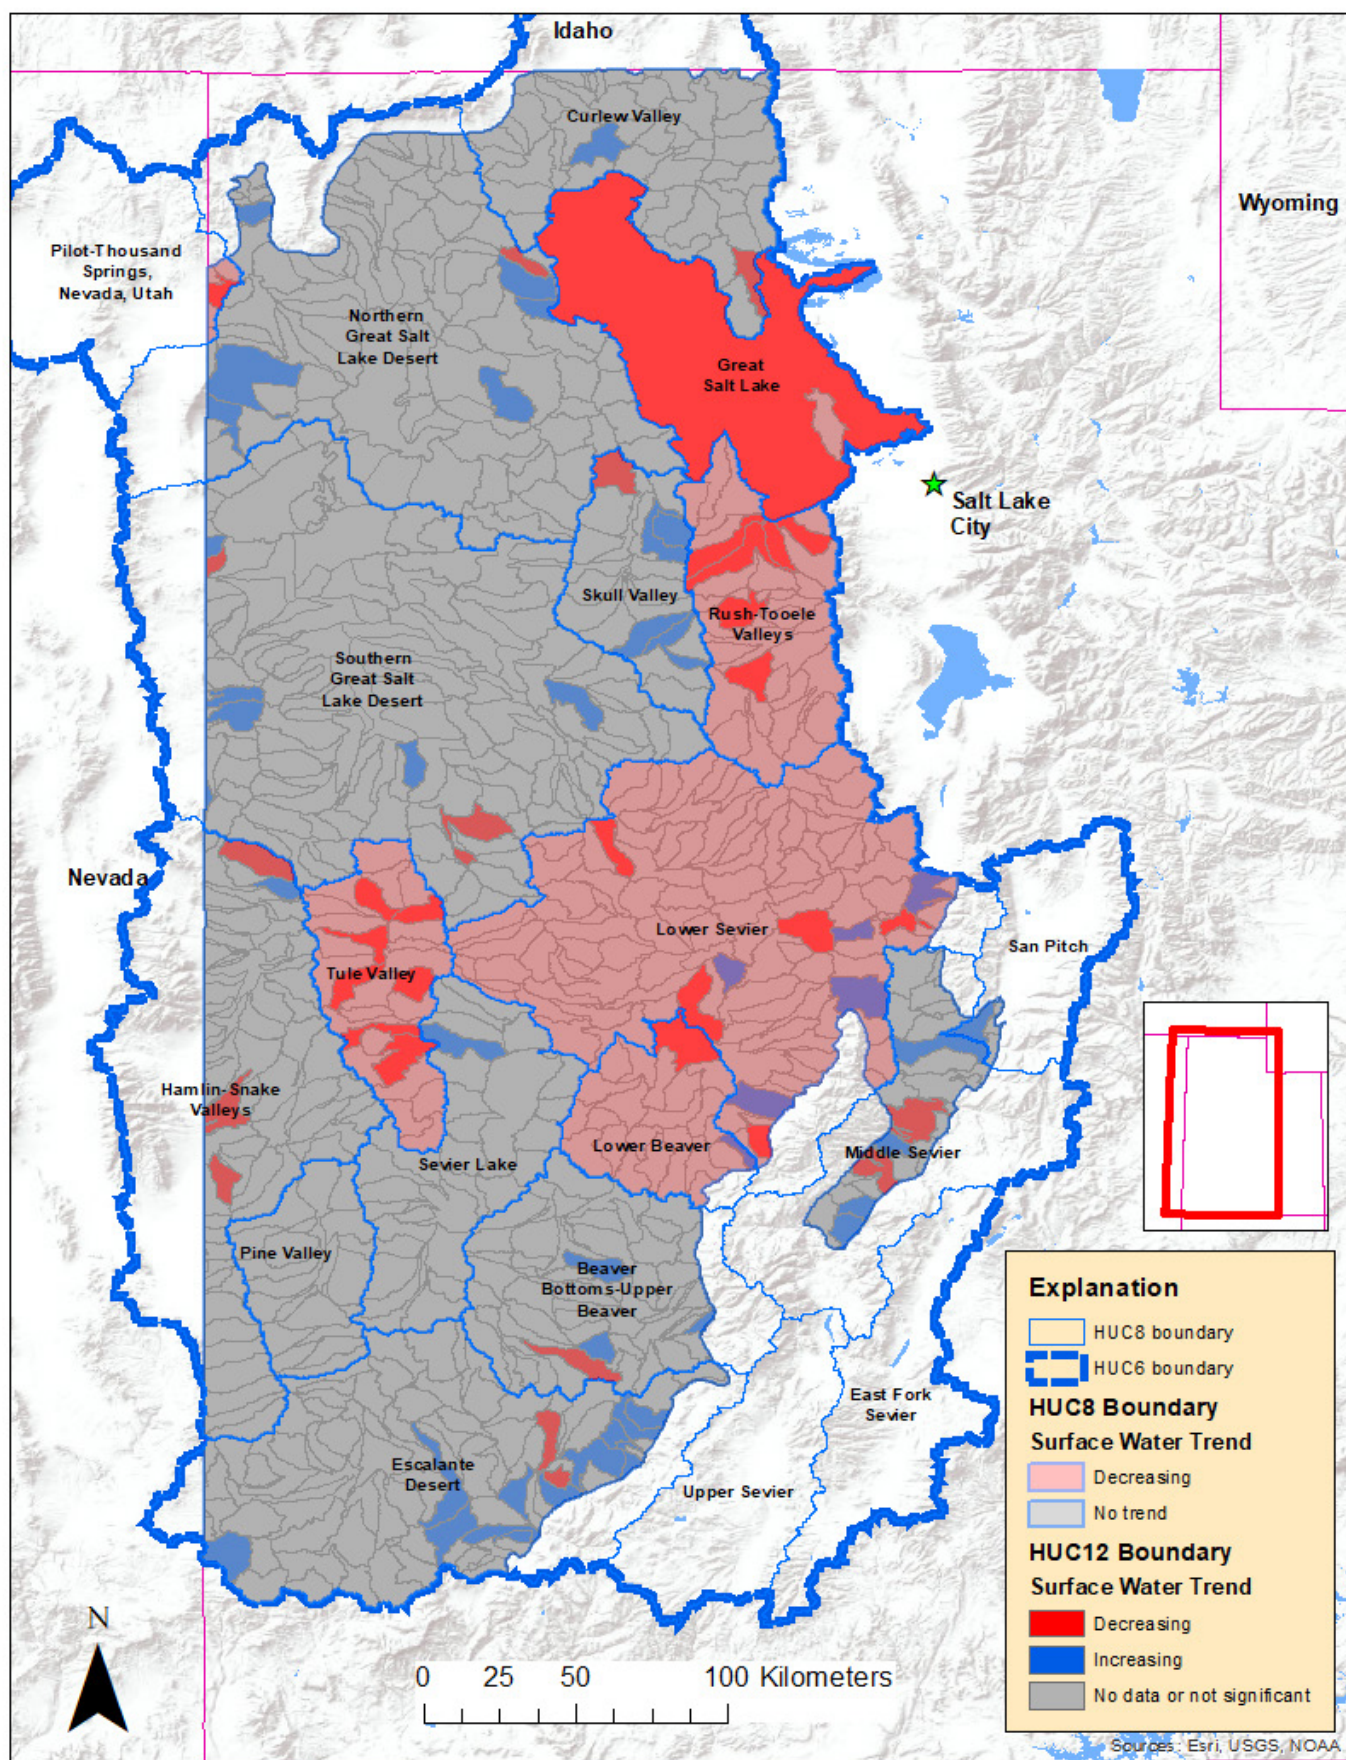 Idaho
Curlew Valley
Wyoming
Pilot-Thousand
Springs,
Nevada, Utah
Northern
Great Salt
Lake Desert
Great
Salt Lake
Salt Lake
City
Skull Valley
Rush-Tooele
Valleys
Southern
Great Salt
Lake Desert
Nevada
Lower Sevier
San Pitch
Tule Valley
Hamlin-Snake
Valleys
Lower Beaver
Middle Sevier
Sevier Lake
Pine Valley
Beaver
Bottoms-Upper
Beaver
East Fork
Sevier
Escalante
Desert
Upper Sevier
Explanation
HUC8 boundary
HUC6 boundary
HUC8 Boundary
Surface Water Trend
Decreasing
No trend
HUC12 Boundary
Surface Water Trend
Decreasing
Increasing
No data or not significant
N
0 25 50 100 Kilometers
Sources: Esri, USGS, NOAA